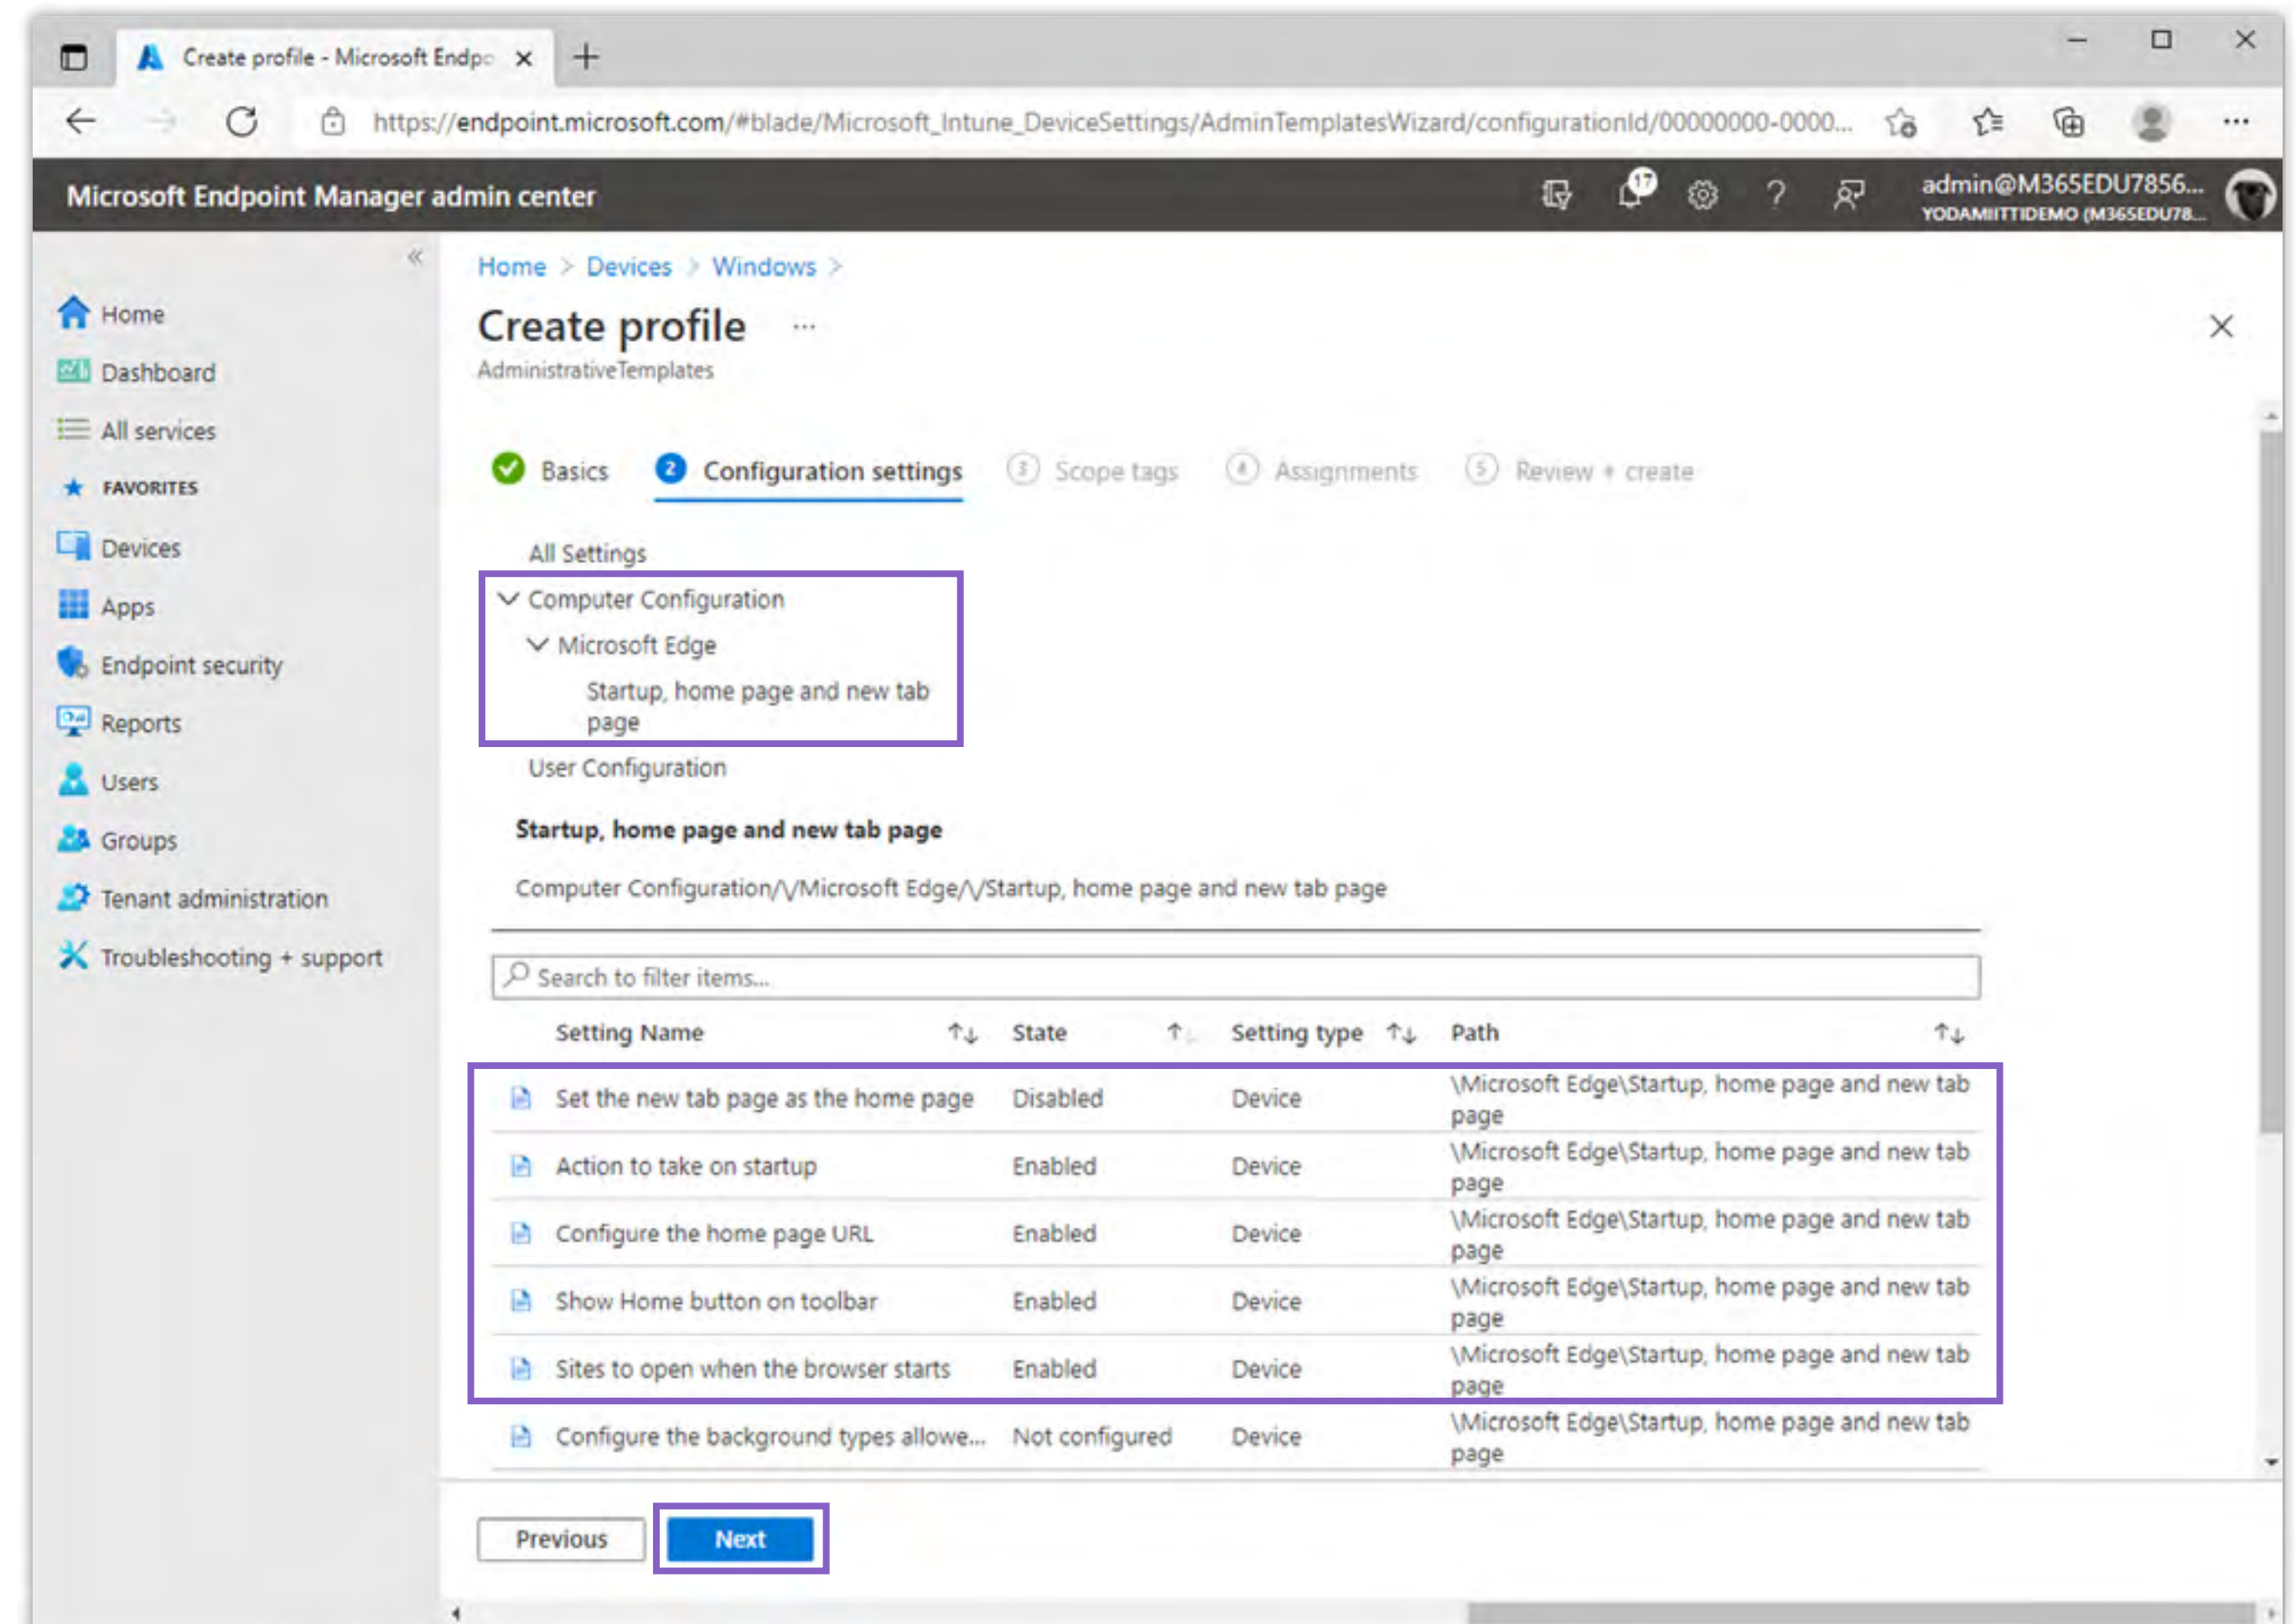 Create profile - Microsoft Endpo
https://endpoint.microsoft.com/#blade/Microsoft_Intune_DeviceSettings/AdminTemplatesWizard/configurationId/00000000-0000...
Microsoft Endpoint Manager admin center
17
?
admin@M365EDU7856...
YODAMIITTIDEMO (M365EDU78...
Home
Dashboard
All services
FAVORITES
Devices
Apps
Endpoint security
Reports
Users
Groups
Tenant administration
Troubleshooting + support
Home > Devices > Windows >
Create profile ...
AdministrativeTemplates
Basics 2 Configuration settings 3 Scope tags 4 Assignments 5 Review + create
All Settings
Computer Configuration
Microsoft Edge
Startup, home page and new tab
page
User Configuration
Startup, home page and new tab page
Computer Configuration/\/Microsoft Edge/\/Startup, home page and new tab page
Search to filter items...
Setting Name State Setting type Path
Set the new tab page as the home page Disabled Device \Microsoft Edge\Startup, home page and new tab
page
Action to take on startup Enabled Device \Microsoft Edge\Startup, home page and new tab
page
Configure the home page URL Enabled Device \Microsoft Edge\Startup, home page and new tab
page
Show Home button on toolbar Enabled Device \Microsoft Edge\Startup, home page and new tab
page
Sites to open when the browser starts Enabled Device \Microsoft Edge\Startup, home page and new tab
page
Configure the background types allowe... Not configured Device \Microsoft Edge\Startup, home page and new tab
page
Previous Next